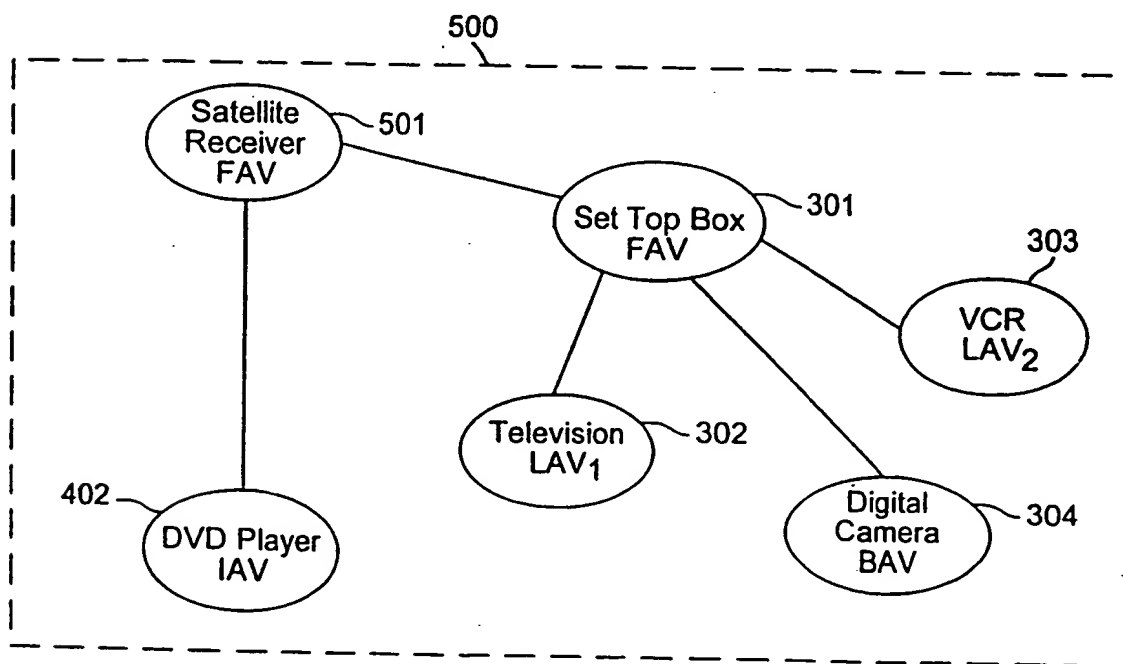 500
Satellite
Receiver
FAV
501
Set Top Box
FAV
301
303
VCR
LAV2
Television
LAV1
302
402
DVD Player
IAV
Digital
Camera
BAV
304